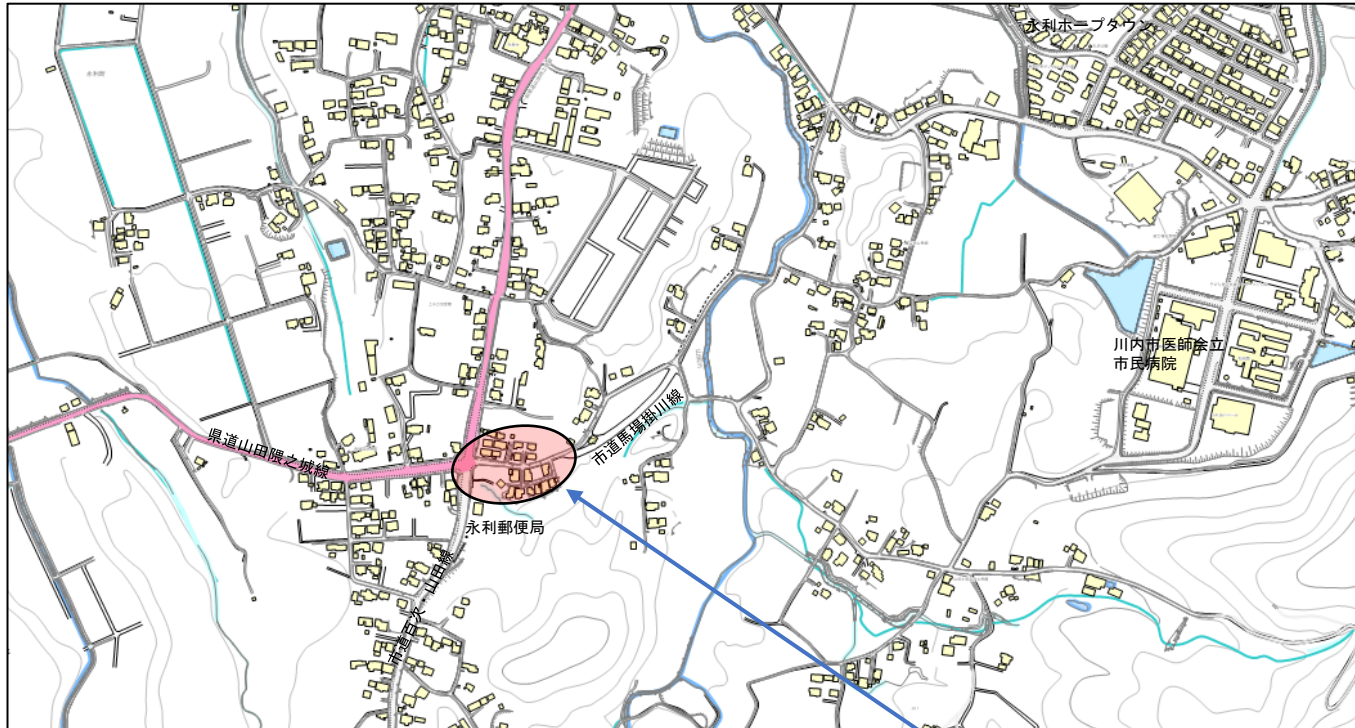 永利ホープタウン
川内市医師会立
市民病院
県道山田隈之城線
市道馬場掛川線
永利郵便局
市道百次・山田線